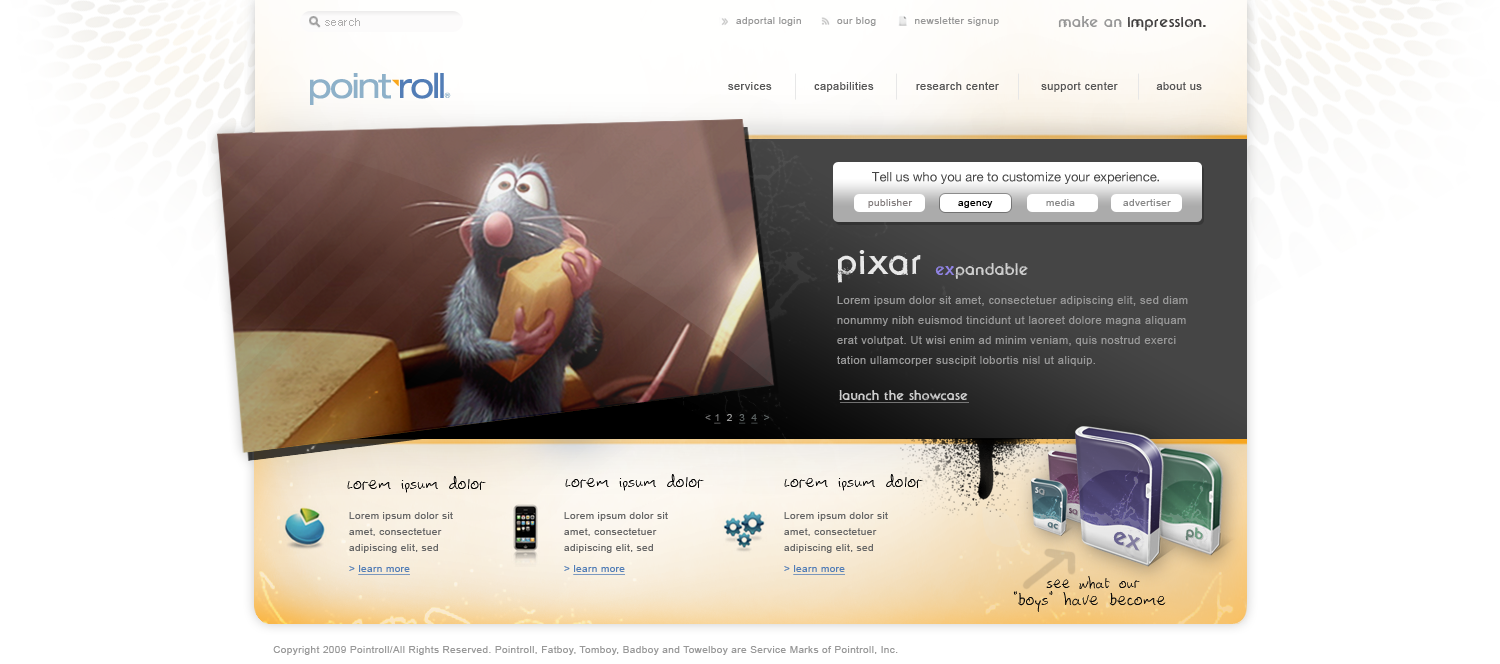 search
adportal login
our blog
newsletter signup
make an impression.
pointroll®
services
capabilities
research center
support center
about us
Tell us who you are to customize your experience.
publisher
agency
media
advertiser
pixar expandable
Lorem ipsum dolor sit amet, consectetuer adipiscing elit, sed diam
nonummy nibh euismod tincidunt ut laoreet dolore magna aliquam
erat volutpat. Ut wisi enim ad minim veniam, quis nostrud exerci
tation ullamcorper suscipit lobortis nisl ut aliquip.
launch the showcase
< 1 2 3 4 >
Lorem ipsum dolor
Lorem ipsum dolor sit
amet, consectetuer
adipiscing elit, sed
> learn more
Lorem ipsum dolor
Lorem ipsum dolor sit
amet, consectetuer
adipiscing elit, sed
> learn more
Lorem ipsum dolor
Lorem ipsum dolor sit
amet, consectetuer
adipiscing elit, sed
> learn more
sa
ac
sa
ex
pb
see what our
"boys" have become
Copyright 2009 Pointroll/All Rights Reserved. Pointroll, Fatboy, Tomboy, Badboy and Towelboy are Service Marks of Pointroll, Inc.